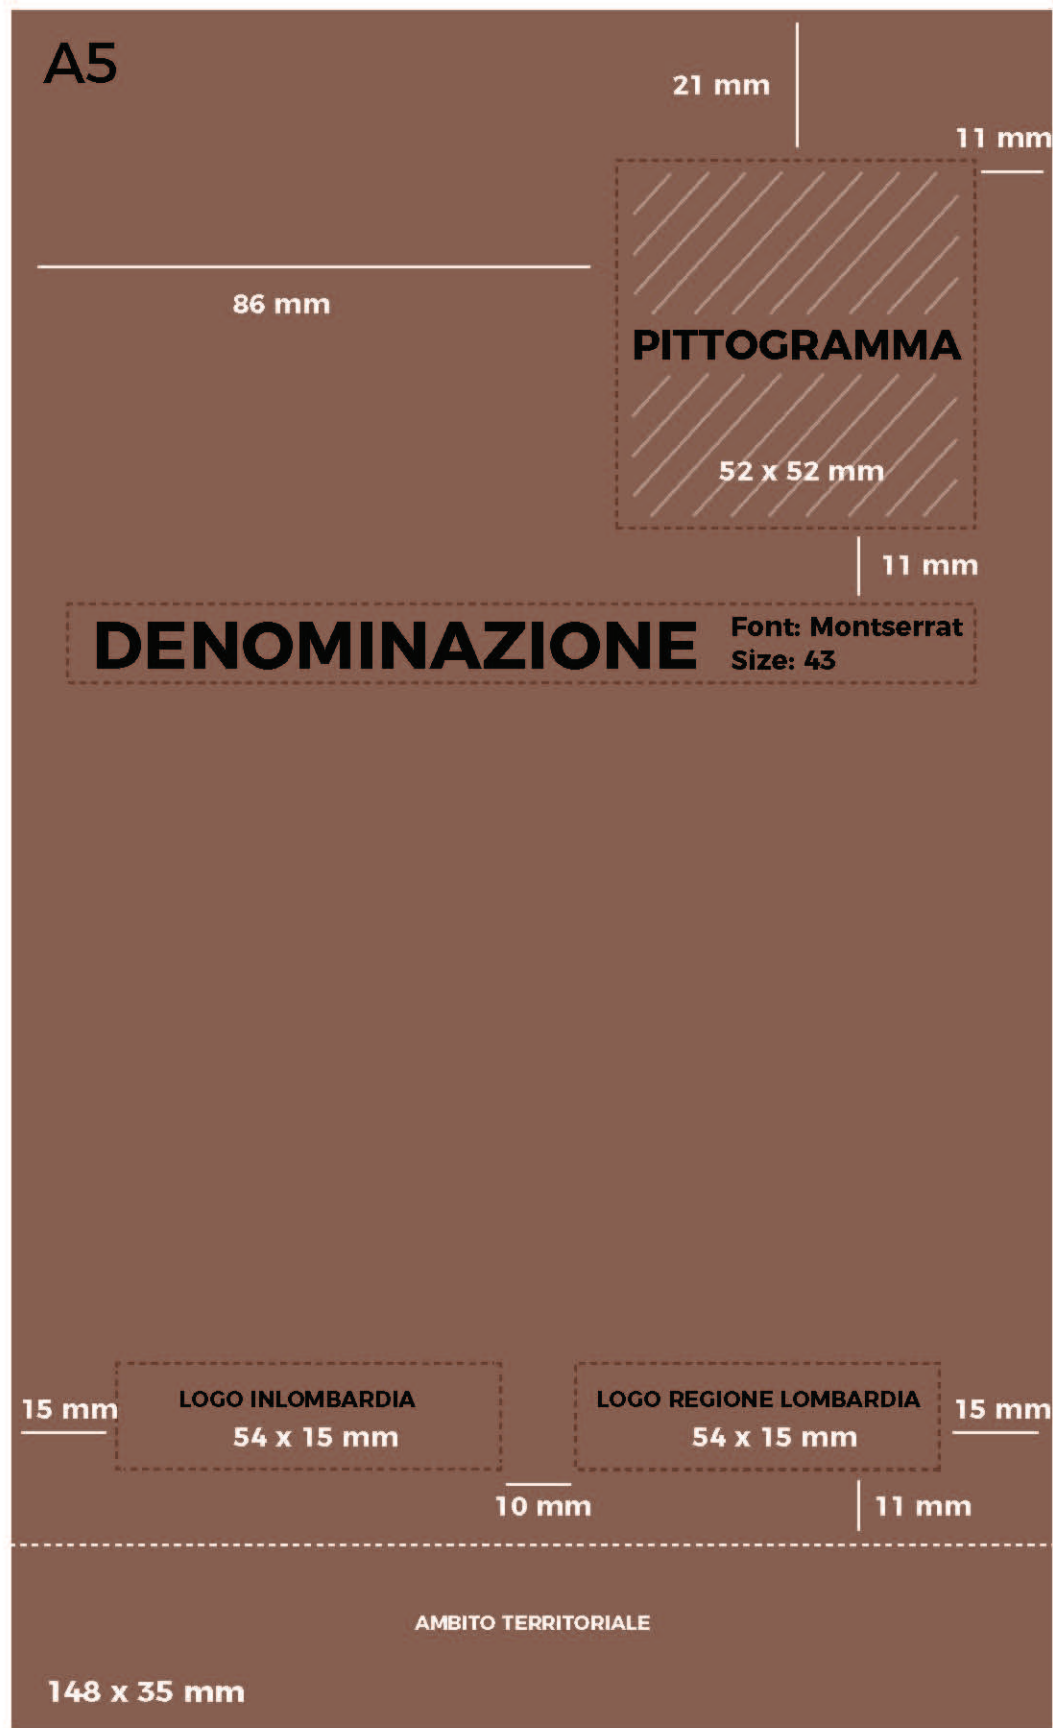 A5
21 mm
11 mm
86 mm
PITTOGRAMMA
52 x 52 mm
11 mm
DENOMINAZIONE
Font: Montserrat
Size: 43
LOGO INLOMBARDIA
54 x 15 mm
LOGO REGIONE LOMBARDIA
54 x 15 mm
15 mm
15 mm
10 mm
11 mm
AMBITO TERRITORIALE
148 x 35 mm